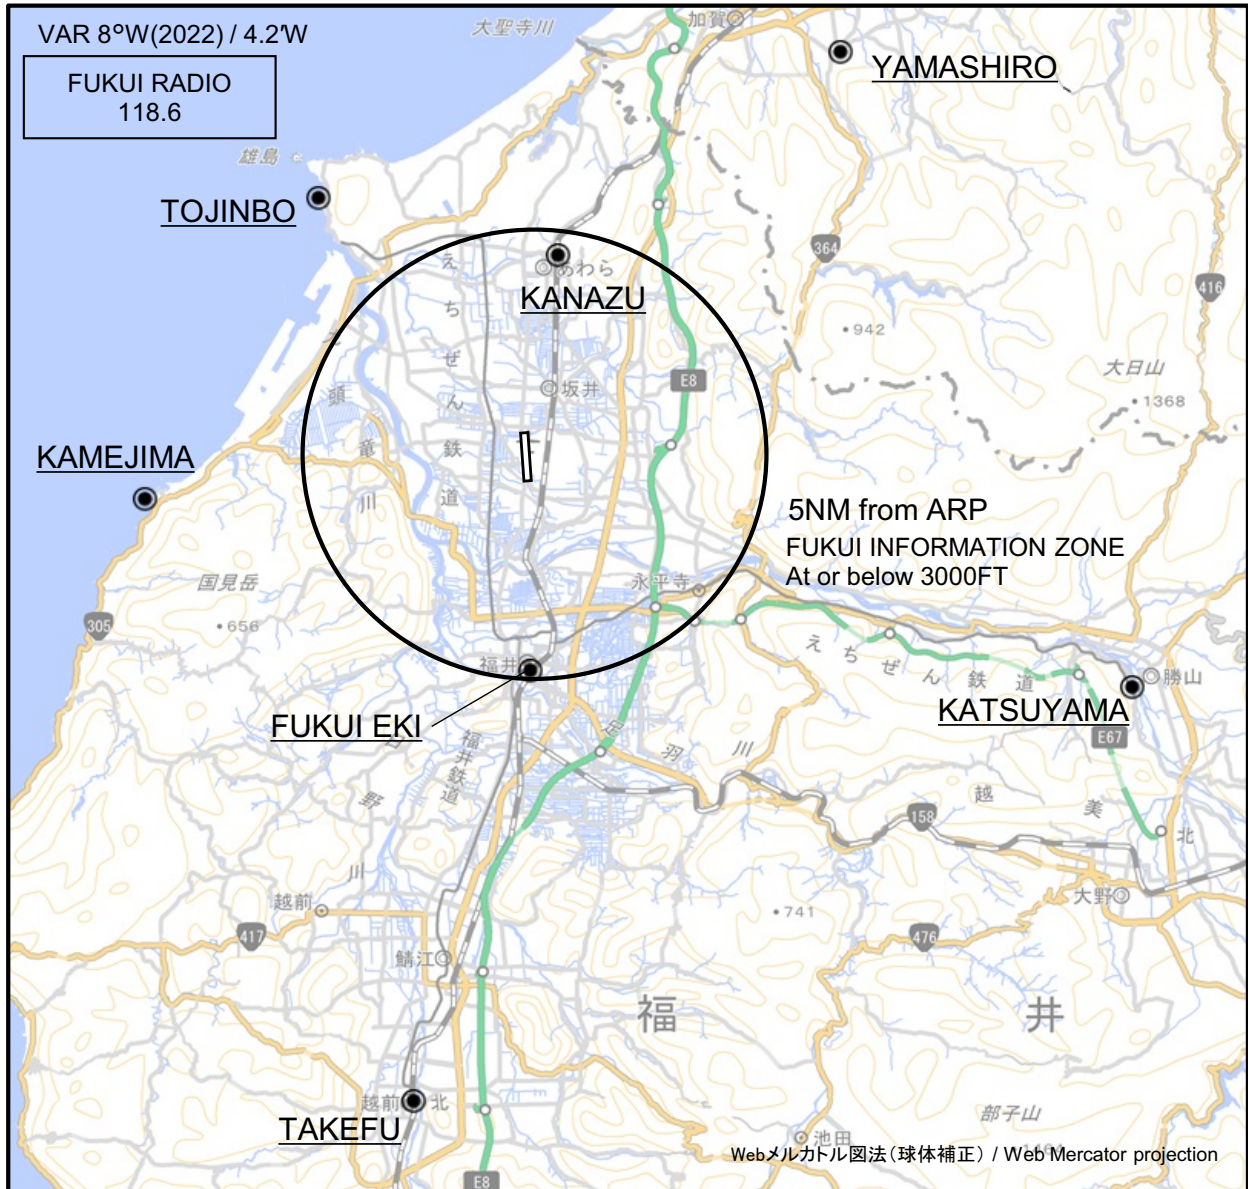 VAR 8°W(2022) / 4.2'W
FUKUI RADIO
118.6
大聖寺川
加賀
YAMASHIRO
雄島
TOJINBO
364
416
あわら
KANAZU
942
大日山
1368
E8
坂井
えちぜん鉄道
九頭竜川
KAMEJIMA
5NM from ARP
FUKUI INFORMATION ZONE
At or below 3000FT
国見岳
656
305
永平寺
福井
FUKUI EKI
えちぜん鉄道
勝山
KATSUYAMA
E67
足羽川
福井鉄道
日野川
越美北
158
越前
417
鯖江
741
476
大野
福井
越前
北
TAKEFU
部子山
池田
E8
Webメルカトル図法(球体補正) / Web Mercator projection